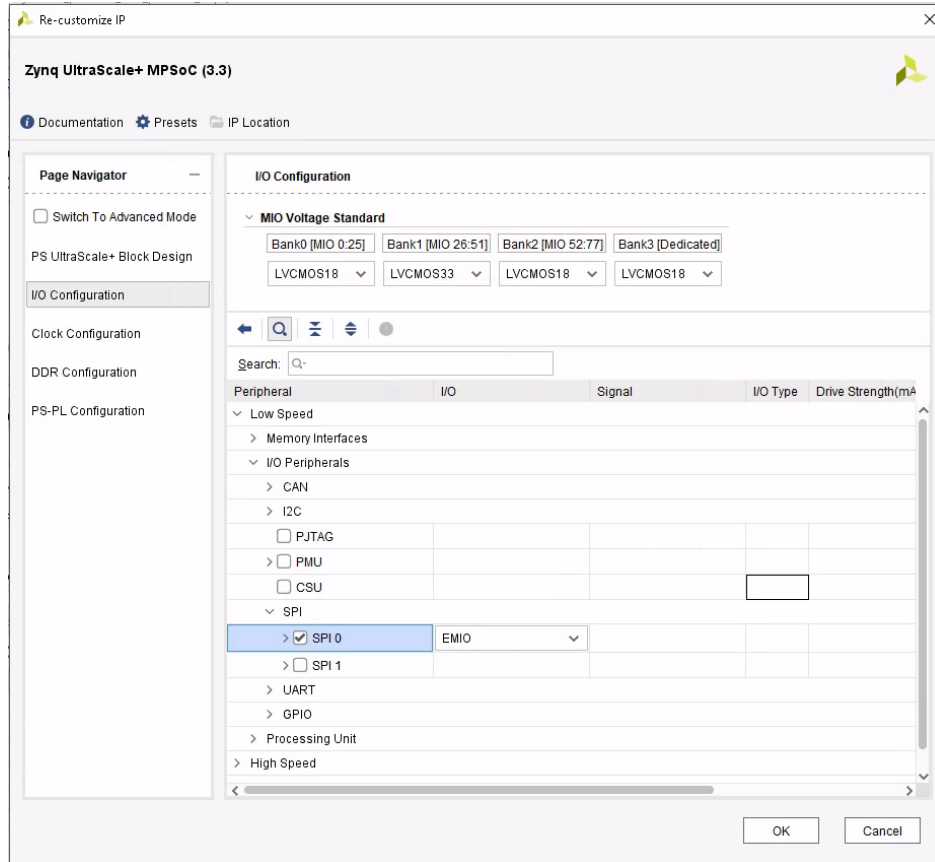 Re-customize IP
Zynq UltraScale+ MPSoC (3.3)
Documentation Presets IP Location
Page Navigator
Switch To Advanced Mode
PS UltraScale+ Block Design
I/O Configuration
Clock Configuration
DDR Configuration
PS-PL Configuration
I/O Configuration
MIO Voltage Standard
Bank0 [MIO 0:25] Bank1 [MIO 26:51] Bank2 [MIO 52:77] Bank3 [Dedicated]
LVCMOS18 LVCMOS33 LVCMOS18 LVCMOS18
Search:
Peripheral I/O Signal I/O Type Drive Strength(mA
Low Speed
Memory Interfaces
I/O Peripherals
CAN
I2C
PJTAG
PMU
CSU
SPI
SPI 0 EMIO
SPI 1
UART
GPIO
Processing Unit
High Speed
OK Cancel